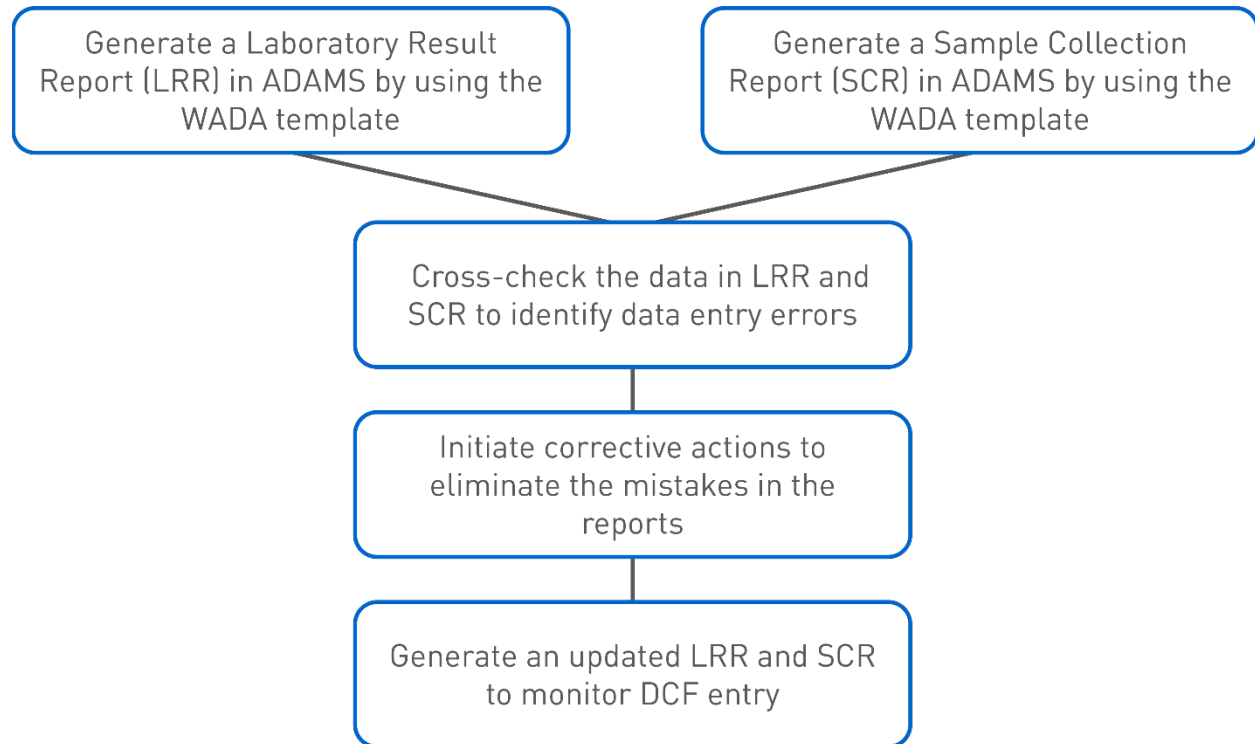 Generate a Laboratory Result
Report (LRR) in ADAMS by using the
WADA template
Generate a Sample Collection
Report (SCR) in ADAMS by using the
WADA template
Cross-check the data in LRR and
SCR to identify data entry errors
Initiate corrective actions to
eliminate the mistakes in the
reports
Generate an updated LRR and SCR
to monitor DCF entry